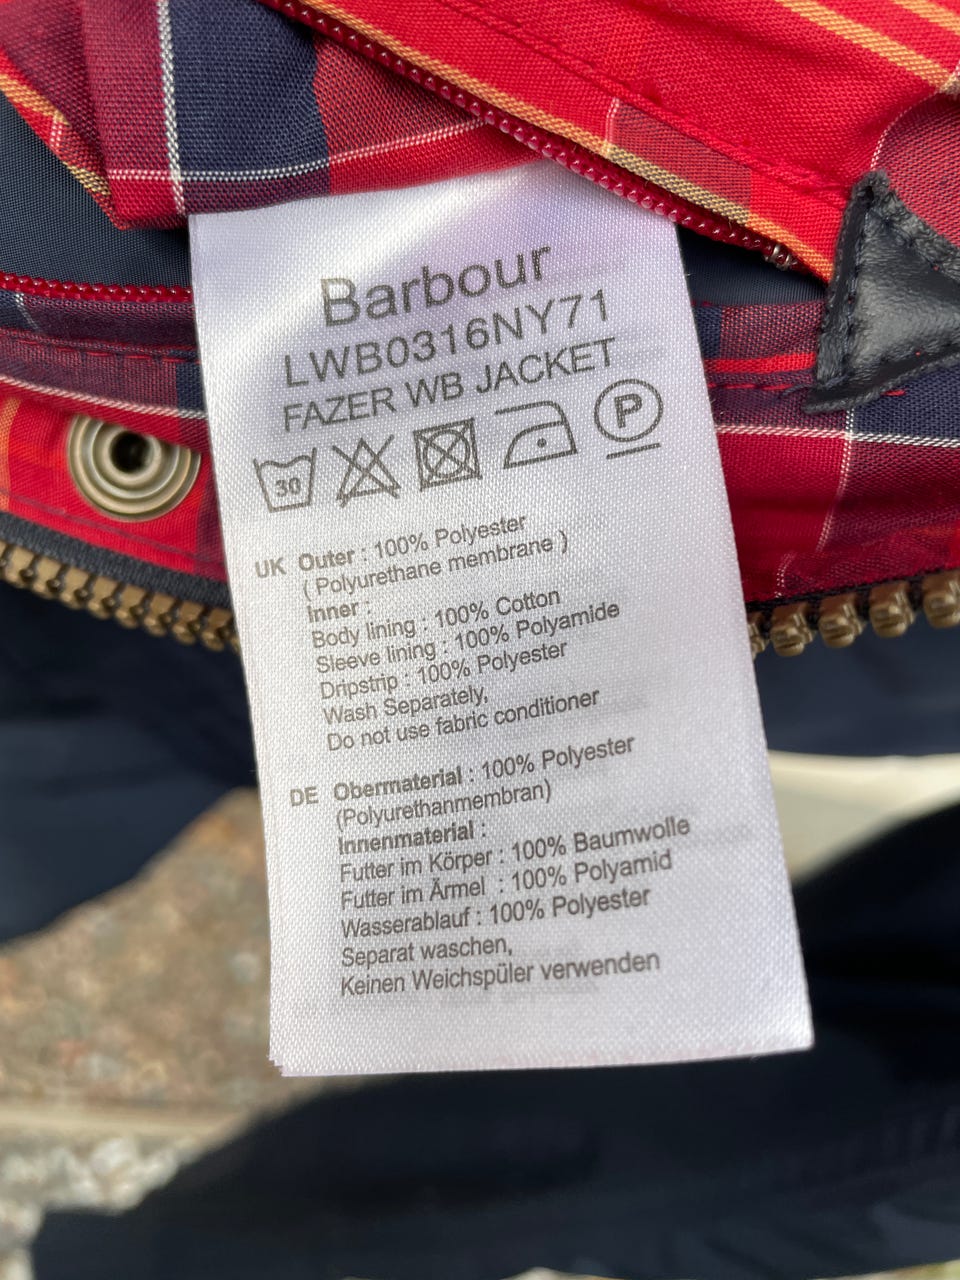 Barbour
LWB0316NY71
FAZER WB JACKET
30 P
UK Outer : 100% Polyester
( Polyurethane membrane )
Inner :
Body lining : 100% Cotton
Sleeve lining : 100% Polyamide
Dripstrip : 100% Polyester
Wash Separately,
Do not use fabric conditioner
DE Obermaterial : 100% Polyester
(Polyurethanmembran)
Innenmaterial :
Futter im Körper : 100% Baumwolle
Futter im Ärmel : 100% Polyamid
Wasserablauf : 100% Polyester
Separat waschen,
Keinen Weichspüler verwenden